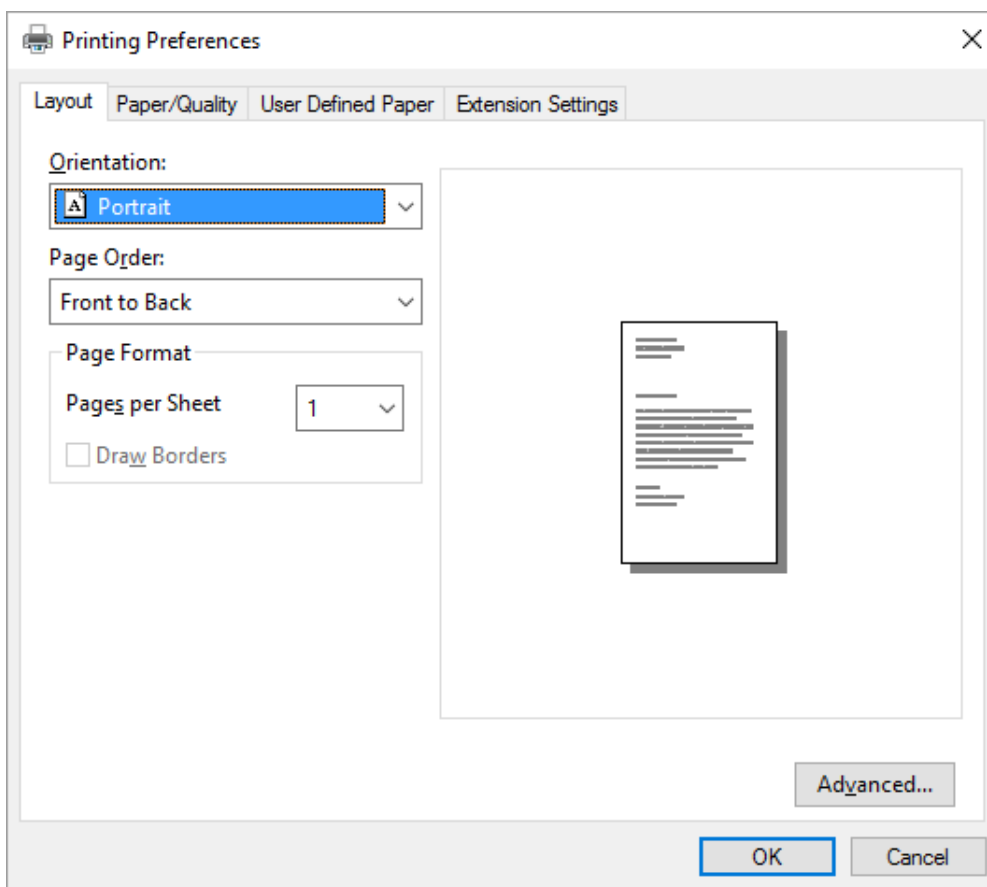 Printing Preferences
Layout Paper/Quality User Defined Paper Extension Settings
Orientation:
A Portrait
Page Order:
Front to Back
Page Format
Pages per Sheet 1
Draw Borders
Advanced...
OK Cancel